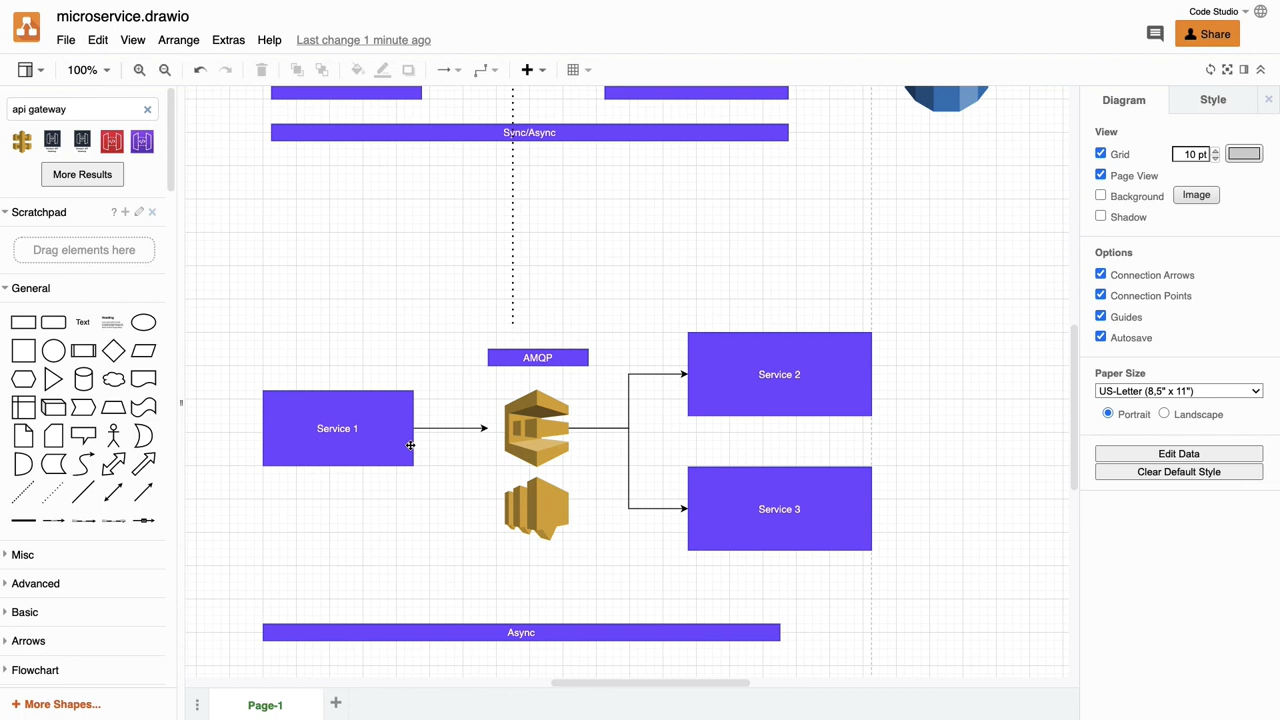 microservice.drawio
Code Studio
File Edit View Arrange Extras Help Last change 1 minute ago
Share
100%
api gateway
More Results
Scratchpad
?
Drag elements here
General
Text
Heading
Misc
Advanced
Basic
Arrows
Flowchart
+ More Shapes...
Sync/Async
AMQP
Service 1
Service 2
Service 3
Async
Page-1
Diagram Style
View
Grid 10 pt
Page View
Background Image
Shadow
Options
Connection Arrows
Connection Points
Guides
Autosave
Paper Size
US-Letter (8,5" x 11")
Portrait Landscape
Edit Data
Clear Default Style